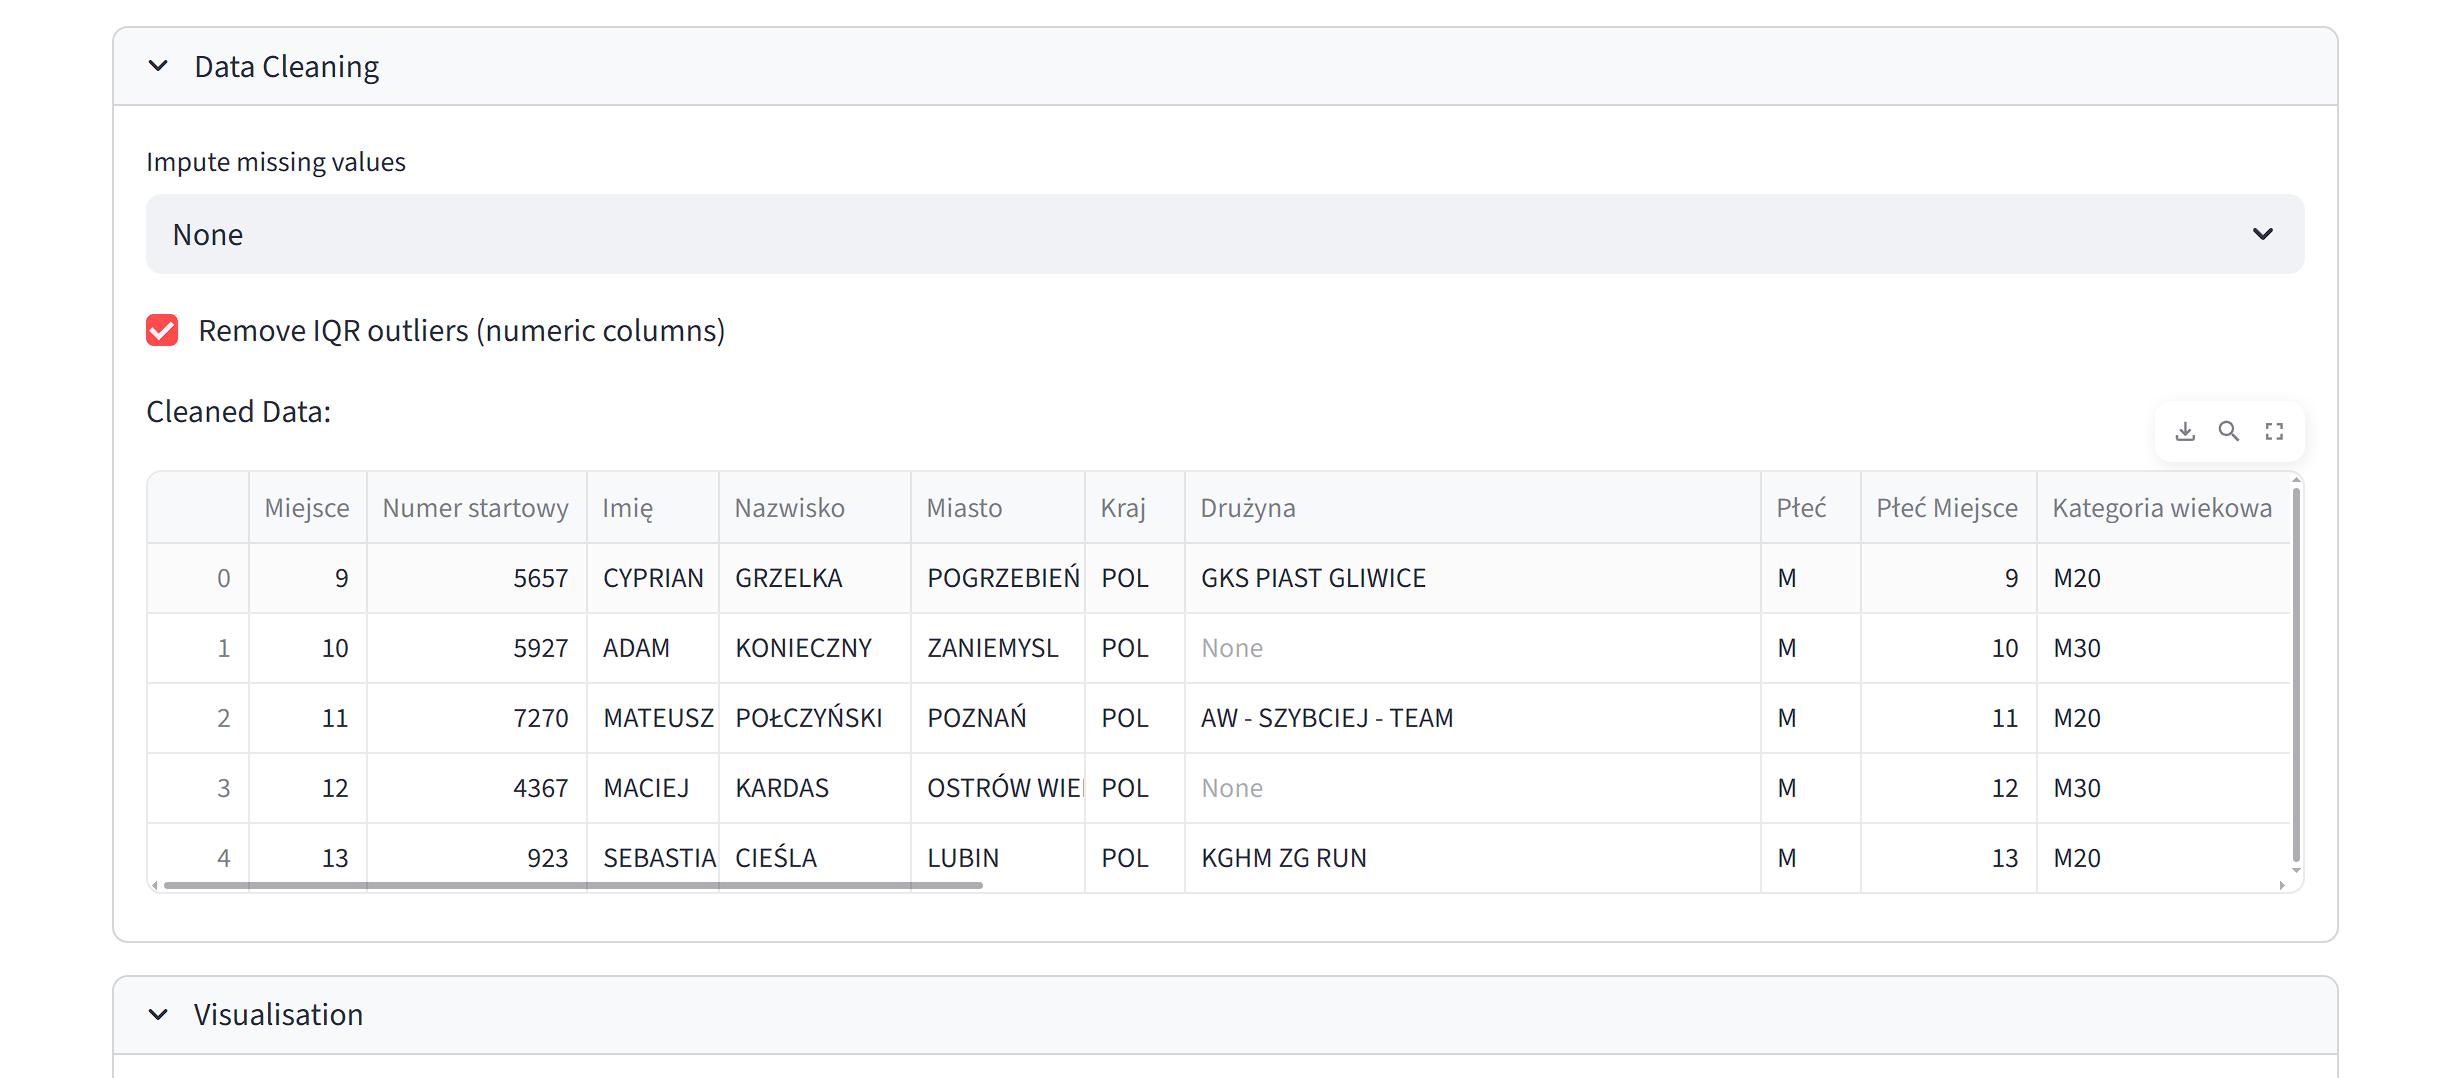 Data Cleaning
Impute missing values
None
Remove IQR outliers (numeric columns)
Cleaned Data:
Miejsce Numer startowy Imię Nazwisko Miasto Kraj Drużyna Płeć Płeć Miejsce Kategoria wiekowa
0 9 5657 CYPRIAN GRZELKA POGRZEBIEŃ POL GKS PIAST GLIWICE M 9 M20
1 10 5927 ADAM KONIECZNY ZANIEMYSL POL None M 10 M30
2 11 7270 MATEUSZ POŁCZYŃSKI POZNAŃ POL AW - SZYBCIEJ - TEAM M 11 M20
3 12 4367 MACIEJ KARDAS OSTRÓW WIE POL None M 12 M30
4 13 923 SEBASTIA CIEŚLA LUBIN POL KGHM ZG RUN M 13 M20
Visualisation